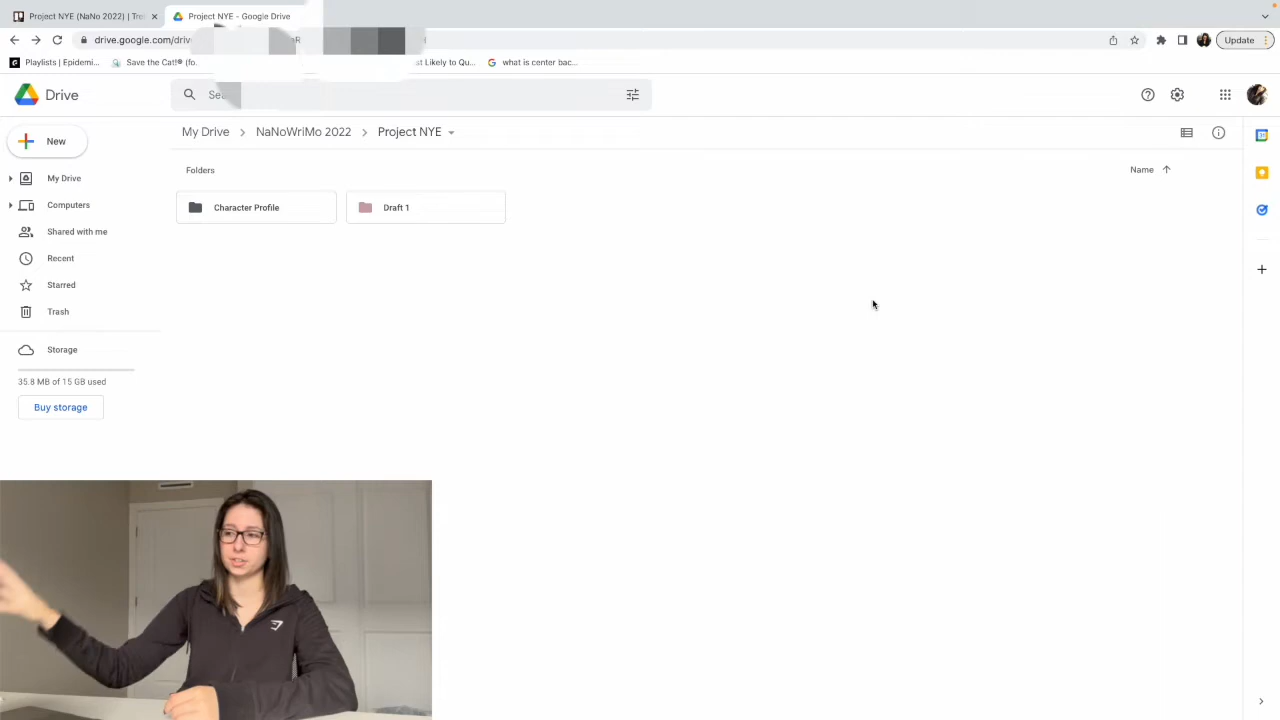 Project NYE (NaNo 2022) | Tre
Project NYE - Google Drive
drive.google.com/driv
Update
Playlists | Epidemi...
Save the Cat!® (fo.
st Likely to Qu...
what is center bac...
Drive
Sea
New
My Drive > NaNoWriMo 2022 > Project NYE
Folders
Name
Character Profile
Draft 1
My Drive
Computers
Shared with me
Recent
Starred
Trash
Storage
35.8 MB of 15 GB used
Buy storage